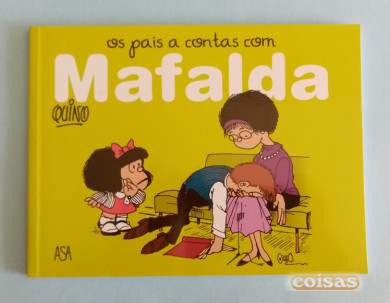 os pais a contas com
Mafalda
QUINO
ASA
coisas